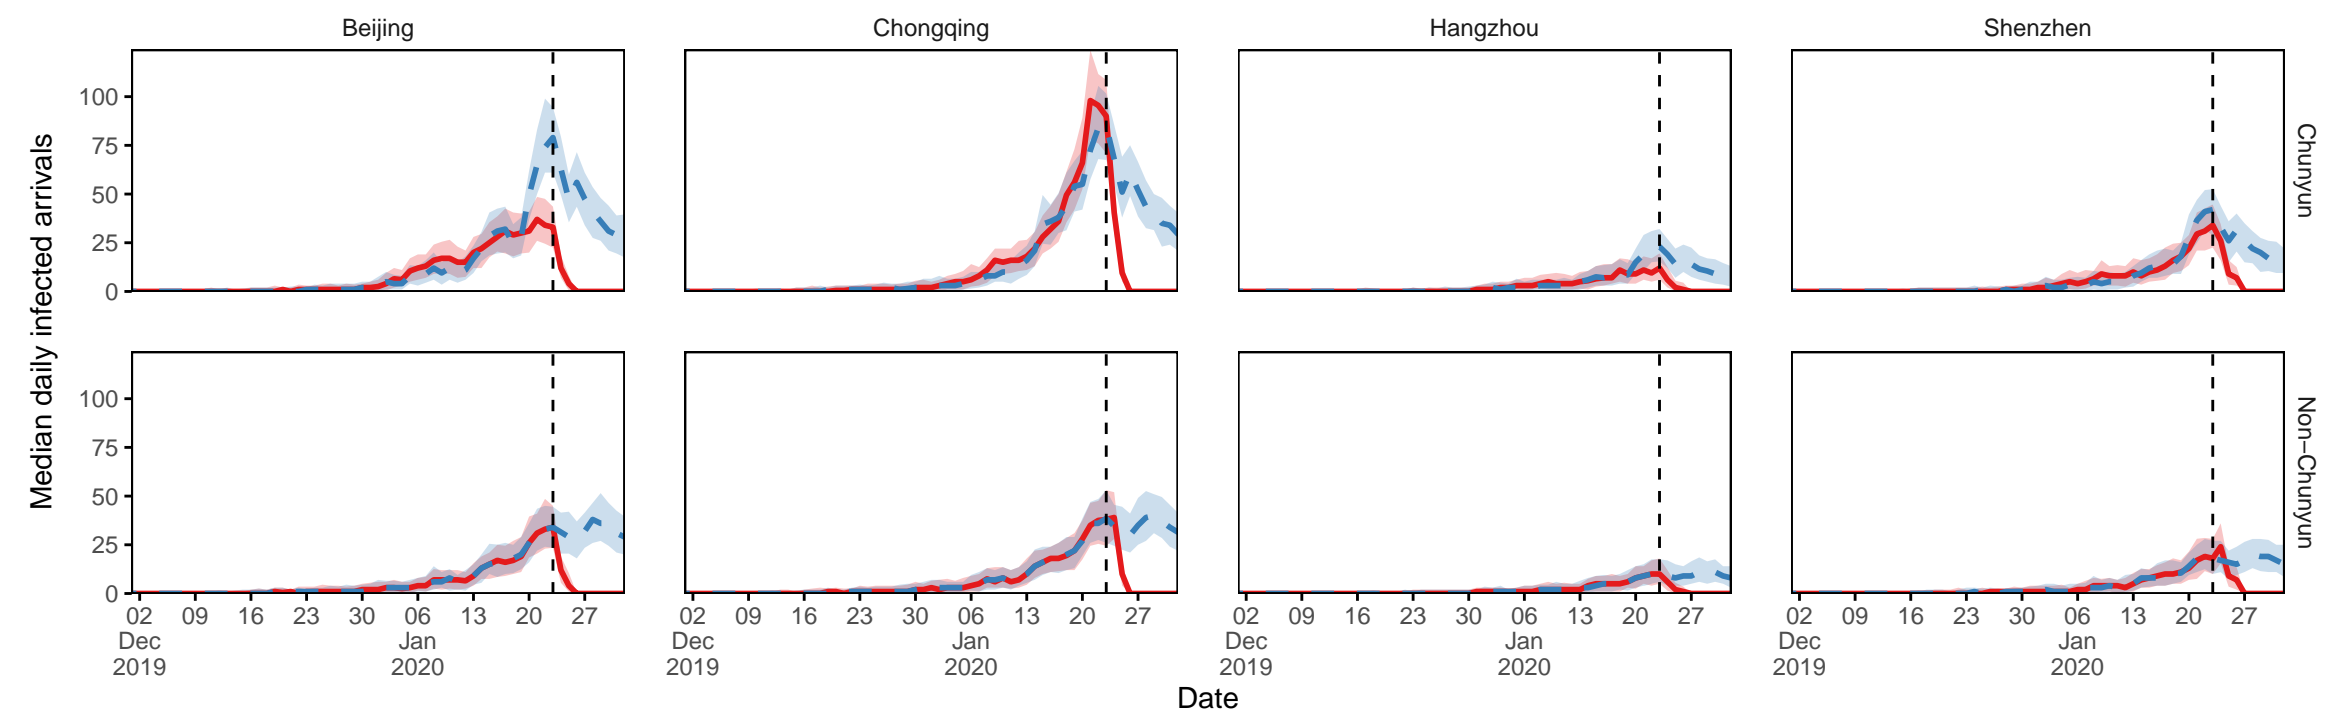 Beijing Chongqing Hangzhou Shenzhen
Median daily infected arrivals
100
75
50
25
0
Chunyun
100
75
50
25
0
Non−Chunyun
02 09 16 23 30 06 13 20 27 02 09 16 23 30 06 13 20 27 02 09 16 23 30 06 13 20 27 02 09 16 23 30 06 13 20 27
Dec Jan Dec Jan Dec Jan Dec Jan
2019 2020 2019 2020 2019 2020 2019 2020
Date